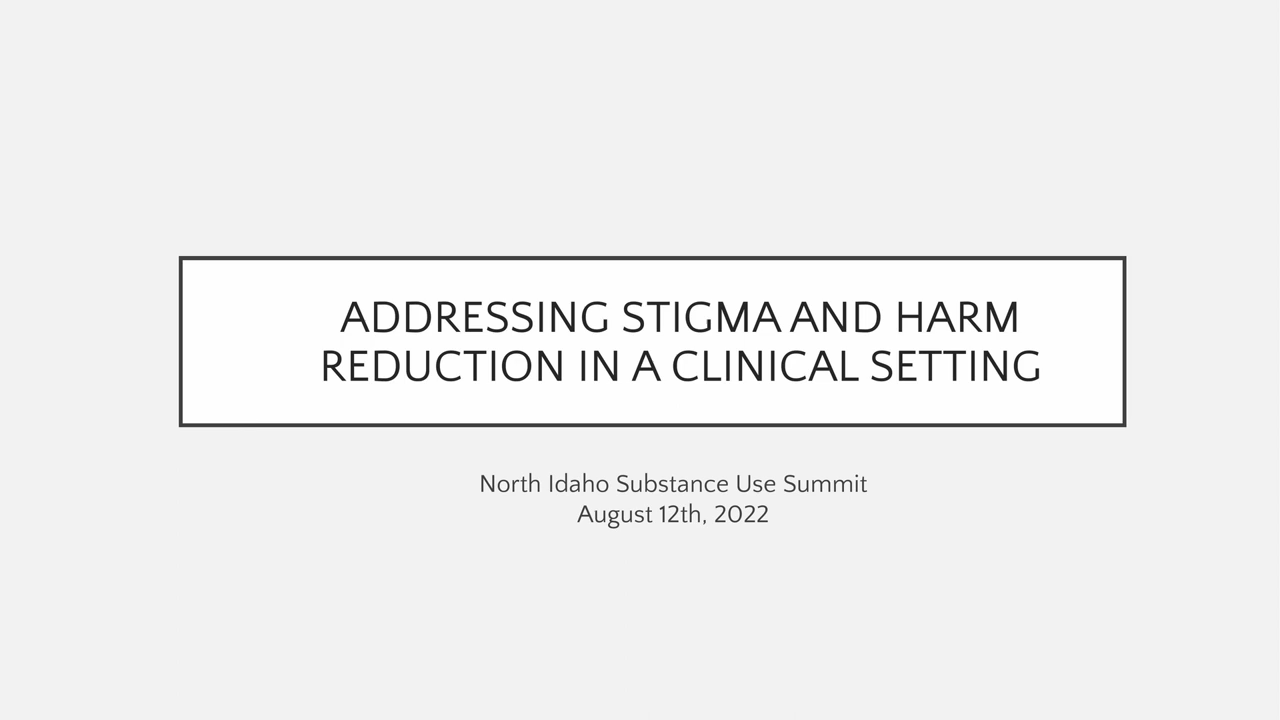 ADDRESSING STIGMA AND HARM
REDUCTION IN A CLINICAL SETTING
North Idaho Substance Use Summit
August 12th, 2022